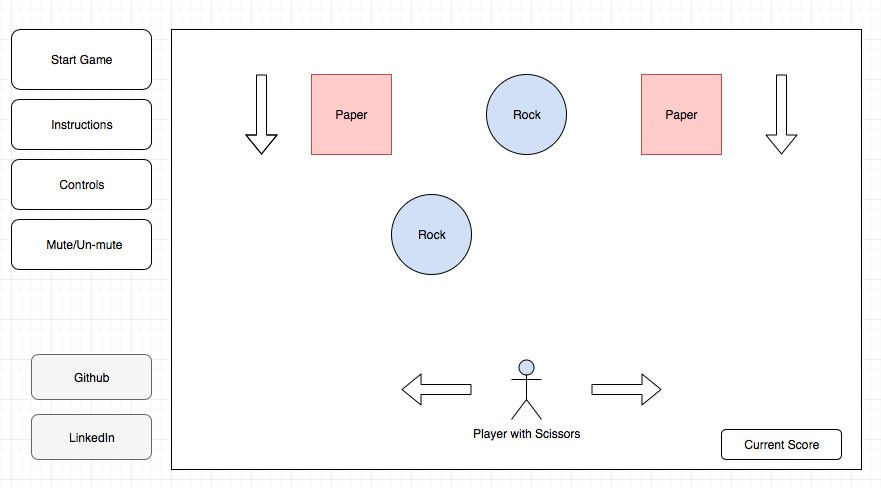 Start Game
Instructions
Controls
Mute/Un-mute
Github
LinkedIn
Paper
Rock
Paper
Rock
Player with Scissors
Current Score